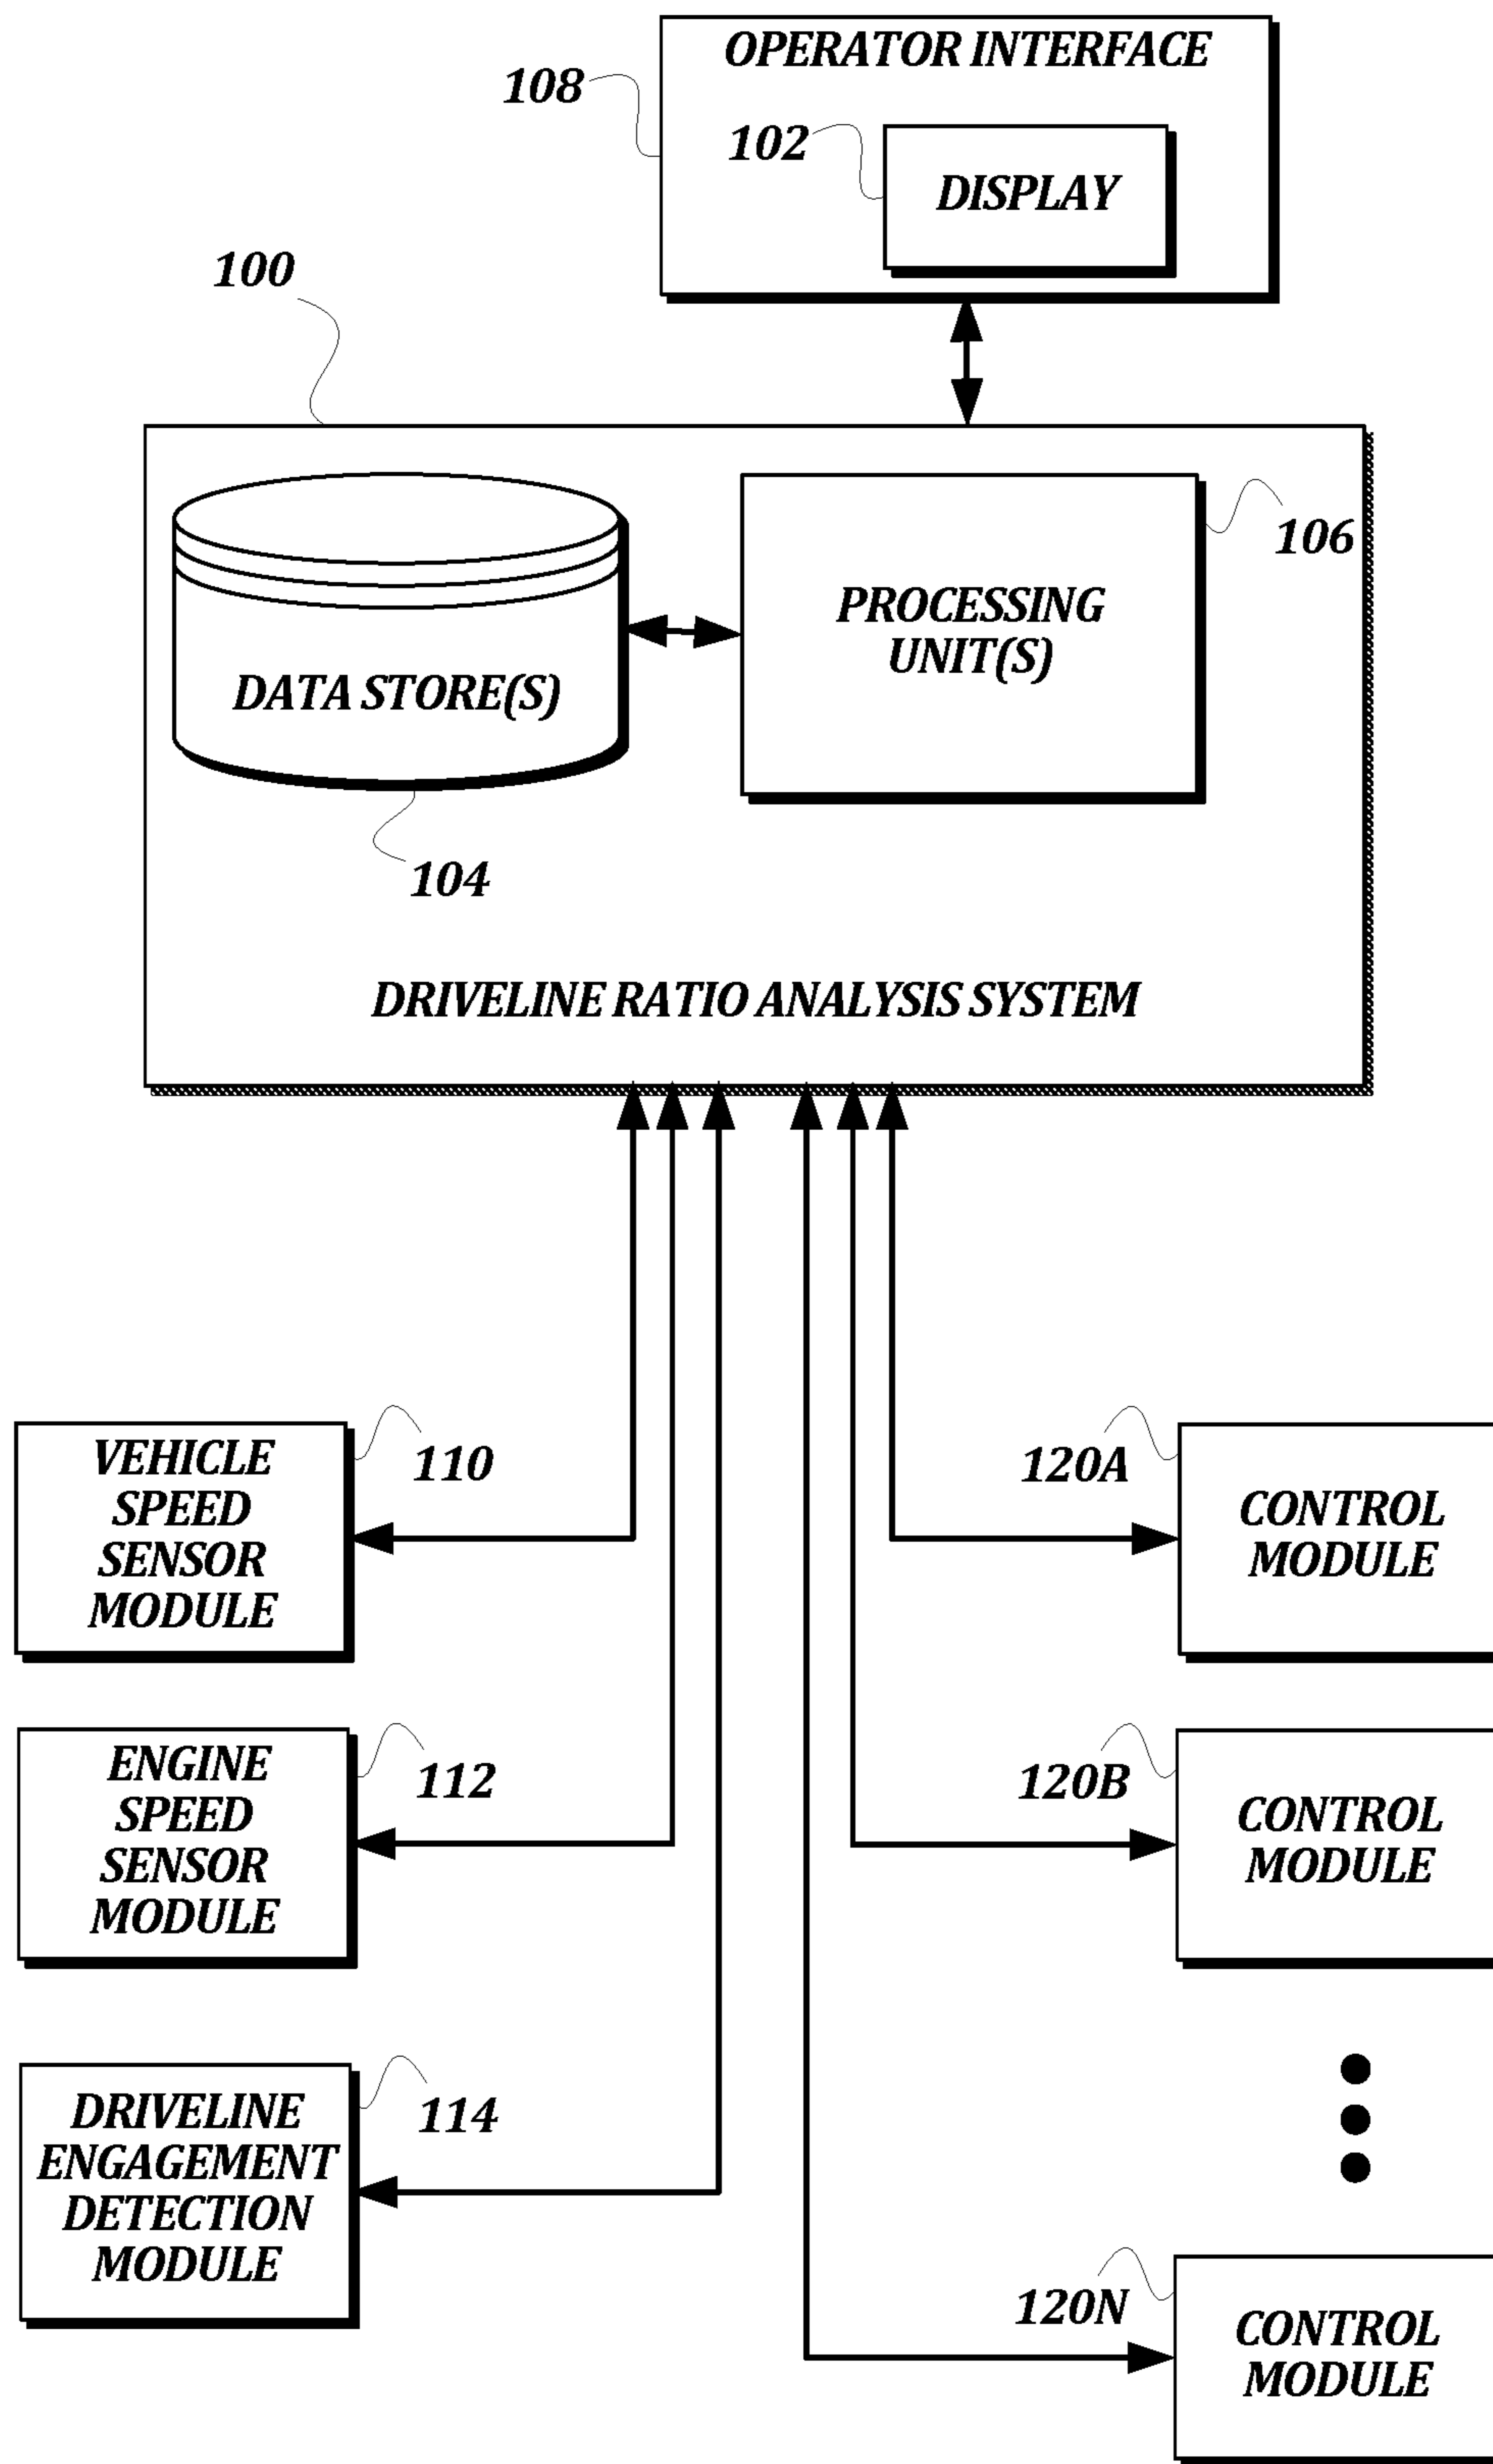 OPERATOR INTERFACE
108
102
DISPLAY
100
106
PROCESSING
UNIT(S)
DATA STORE(S)
104
DRIVELINE RATIO ANALYSIS SYSTEM
VEHICLE
SPEED
SENSOR
MODULE
110
120A
CONTROL
MODULE
ENGINE
SPEED
SENSOR
MODULE
112
120B
CONTROL
MODULE
DRIVELINE
ENGAGEMENT
DETECTION
MODULE
114
120N
CONTROL
MODULE